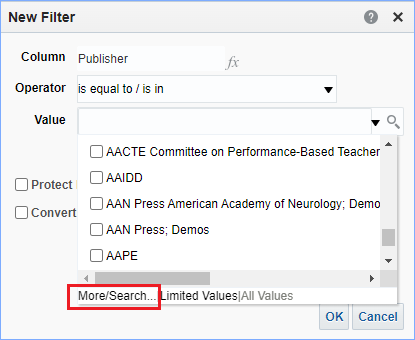 New Filter
Column Publisher fx
Operator is equal to / is in
Value
AACTE Committee on Performance-Based Teacher
AAIDD
AAN Press American Academy of Neurology; Demo
AAN Press; Demos
AAPE
Protect
Convert
More/Search... Limited Values|All Values
OK Cancel